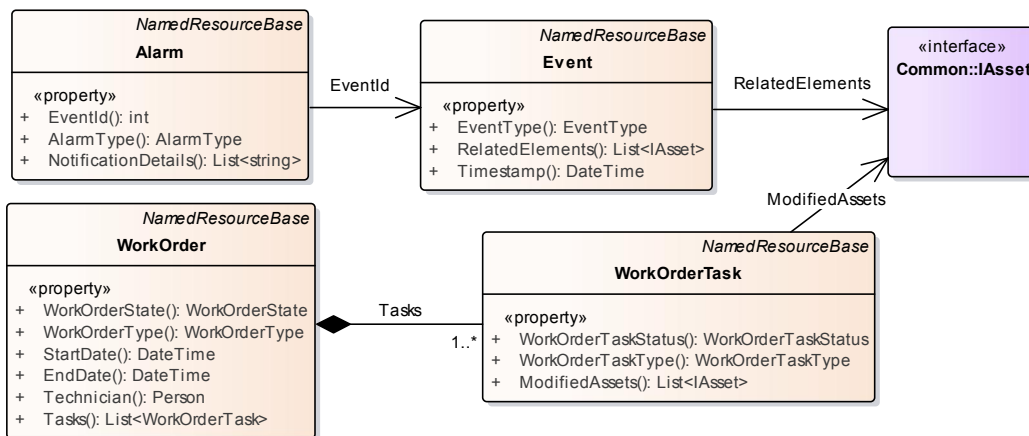 NamedResourceBase
Alarm
«property»
+ EventId(): int
+ AlarmType(): AlarmType
+ NotificationDetails(): List<string>
EventId
NamedResourceBase
Event
«property»
+ EventType(): EventType
+ RelatedElements(): List<IAsset>
+ Timestamp(): DateTime
RelatedElements
«interface»
Common::IAsset
NamedResourceBase
WorkOrder
«property»
+ WorkOrderState(): WorkOrderState
+ WorkOrderType(): WorkOrderType
+ StartDate(): DateTime
+ EndDate(): DateTime
+ Technician(): Person
+ Tasks(): List<WorkOrderTask>
Tasks
1..*
ModifiedAssets
NamedResourceBase
WorkOrderTask
«property»
+ WorkOrderTaskStatus(): WorkOrderTaskStatus
+ WorkOrderTaskType(): WorkOrderTaskType
+ ModifiedAssets(): List<IAsset>